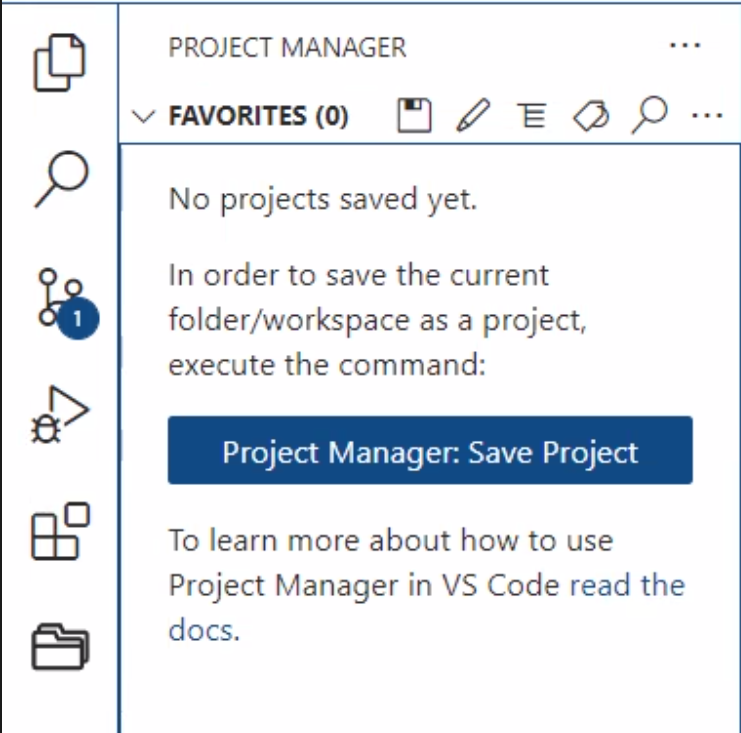 PROJECT MANAGER
FAVORITES (0)
No projects saved yet.
In order to save the current
folder/workspace as a project,
execute the command:
1
Project Manager: Save Project
To learn more about how to use
Project Manager in VS Code read the
docs.